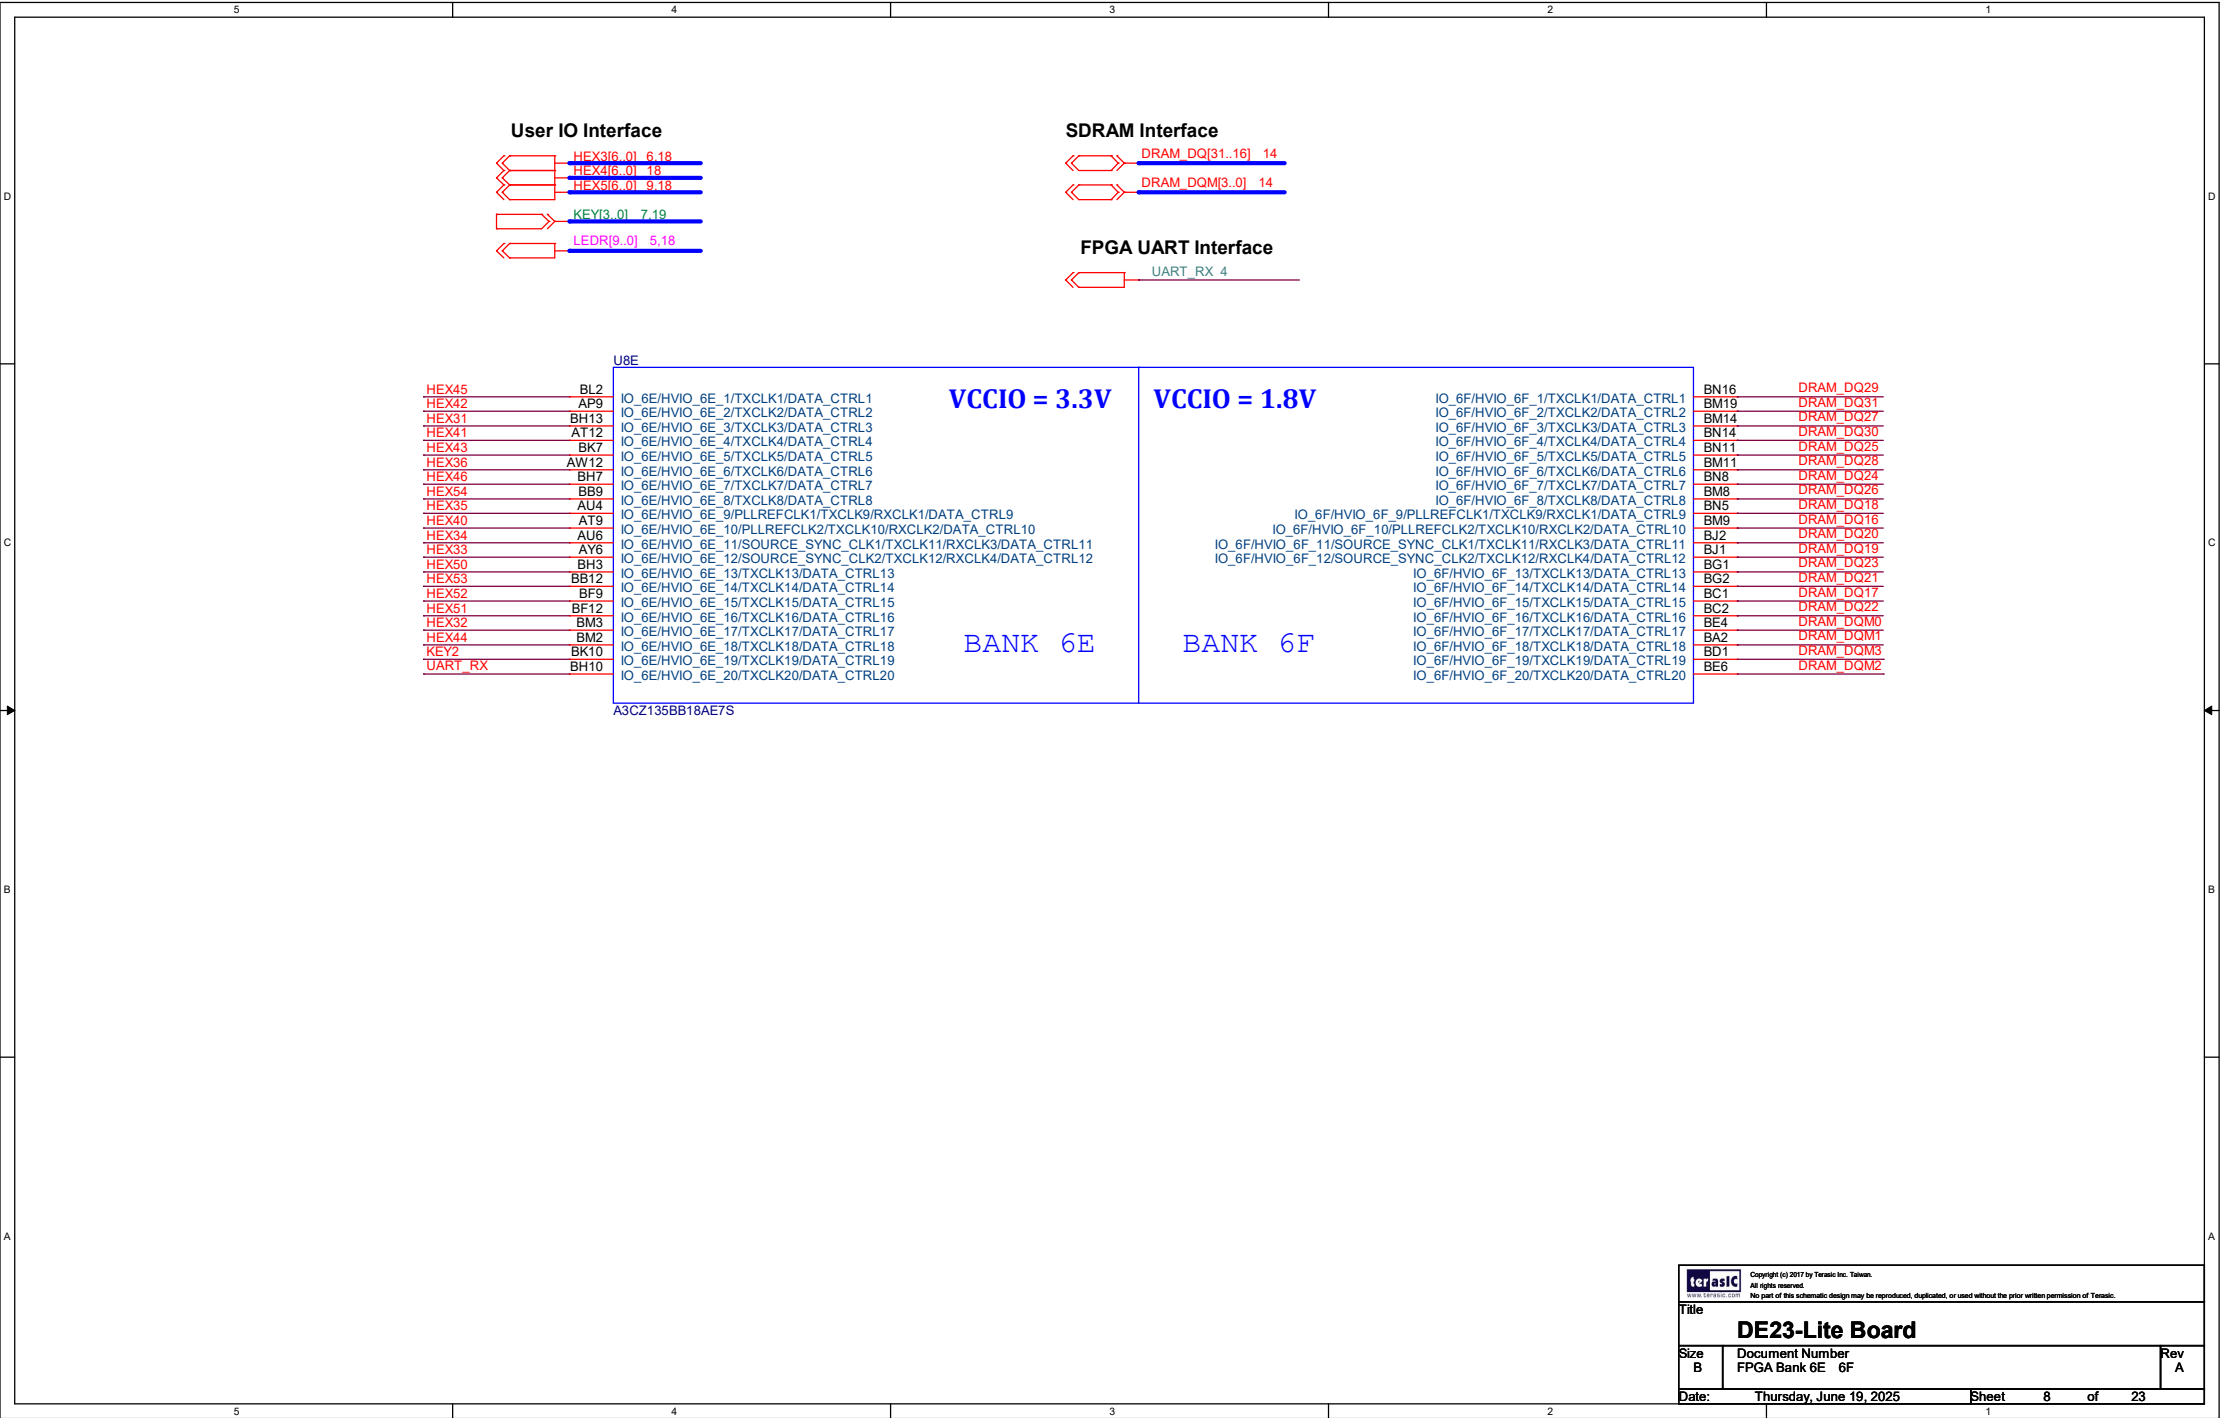 5 4 3 2 1
User IO Interface
HEX3[6..0] 6,18
HEX4[6..0] 18
HEX5[6..0] 9,18
KEY[3..0] 7,19
LEDR[9..0] 5,18
SDRAM Interface
DRAM_DQ[31..16] 14
DRAM_DQM[3..0] 14
FPGA UART Interface
UART_RX 4
D D
U8E
VCCIO = 3.3V VCCIO = 1.8V
HEX45 BL2 IO_6E/HVIO_6E_1/TXCLK1/DATA_CTRL1
HEX42 AP9 IO_6E/HVIO_6E_2/TXCLK2/DATA_CTRL2
HEX31 BH13 IO_6E/HVIO_6E_3/TXCLK3/DATA_CTRL3
HEX41 AT12 IO_6E/HVIO_6E_4/TXCLK4/DATA_CTRL4
HEX43 BK7 IO_6E/HVIO_6E_5/TXCLK5/DATA_CTRL5
HEX36 AW12 IO_6E/HVIO_6E_6/TXCLK6/DATA_CTRL6
HEX46 BH7 IO_6E/HVIO_6E_7/TXCLK7/DATA_CTRL7
HEX54 BB9 IO_6E/HVIO_6E_8/TXCLK8/DATA_CTRL8
HEX35 AU4 IO_6E/HVIO_6E_9/PLLREFCLK1/TXCLK9/RXCLK1/DATA_CTRL9
HEX40 AT9 IO_6E/HVIO_6E_10/PLLREFCLK2/TXCLK10/RXCLK2/DATA_CTRL10
HEX34 AU6 IO_6E/HVIO_6E_11/SOURCE_SYNC_CLK1/TXCLK11/RXCLK3/DATA_CTRL11
HEX33 AY6 IO_6E/HVIO_6E_12/SOURCE_SYNC_CLK2/TXCLK12/RXCLK4/DATA_CTRL12
HEX50 BH3 IO_6E/HVIO_6E_13/TXCLK13/DATA_CTRL13
HEX53 BB12 IO_6E/HVIO_6E_14/TXCLK14/DATA_CTRL14
HEX52 BF9 IO_6E/HVIO_6E_15/TXCLK15/DATA_CTRL15
HEX51 BF12 IO_6E/HVIO_6E_16/TXCLK16/DATA_CTRL16
HEX32 BM3 IO_6E/HVIO_6E_17/TXCLK17/DATA_CTRL17
HEX44 BM2 IO_6E/HVIO_6E_18/TXCLK18/DATA_CTRL18
KEY2 BK10 IO_6E/HVIO_6E_19/TXCLK19/DATA_CTRL19
UART_RX BH10 IO_6E/HVIO_6E_20/TXCLK20/DATA_CTRL20
BANK 6E BANK 6F
IO_6F/HVIO_6F_1/TXCLK1/DATA_CTRL1 BN16 DRAM_DQ29
IO_6F/HVIO_6F_2/TXCLK2/DATA_CTRL2 BM19 DRAM_DQ31
IO_6F/HVIO_6F_3/TXCLK3/DATA_CTRL3 BM14 DRAM_DQ27
IO_6F/HVIO_6F_4/TXCLK4/DATA_CTRL4 BN14 DRAM_DQ30
IO_6F/HVIO_6F_5/TXCLK5/DATA_CTRL5 BN11 DRAM_DQ25
IO_6F/HVIO_6F_6/TXCLK6/DATA_CTRL6 BM11 DRAM_DQ28
IO_6F/HVIO_6F_7/TXCLK7/DATA_CTRL7 BN8 DRAM_DQ24
IO_6F/HVIO_6F_8/TXCLK8/DATA_CTRL8 BM8 DRAM_DQ26
IO_6F/HVIO_6F_9/PLLREFCLK1/TXCLK9/RXCLK1/DATA_CTRL9 BN5 DRAM_DQ18
IO_6F/HVIO_6F_10/PLLREFCLK2/TXCLK10/RXCLK2/DATA_CTRL10 BM9 DRAM_DQ16
IO_6F/HVIO_6F_11/SOURCE_SYNC_CLK1/TXCLK11/RXCLK3/DATA_CTRL11 BJ2 DRAM_DQ20
IO_6F/HVIO_6F_12/SOURCE_SYNC_CLK2/TXCLK12/RXCLK4/DATA_CTRL12 BJ1 DRAM_DQ19
IO_6F/HVIO_6F_13/TXCLK13/DATA_CTRL13 BG1 DRAM_DQ23
IO_6F/HVIO_6F_14/TXCLK14/DATA_CTRL14 BG2 DRAM_DQ21
IO_6F/HVIO_6F_15/TXCLK15/DATA_CTRL15 BC1 DRAM_DQ17
IO_6F/HVIO_6F_16/TXCLK16/DATA_CTRL16 BC2 DRAM_DQ22
IO_6F/HVIO_6F_17/TXCLK17/DATA_CTRL17 BE4 DRAM_DQM0
IO_6F/HVIO_6F_18/TXCLK18/DATA_CTRL18 BA2 DRAM_DQM1
IO_6F/HVIO_6F_19/TXCLK19/DATA_CTRL19 BD1 DRAM_DQM3
IO_6F/HVIO_6F_20/TXCLK20/DATA_CTRL20 BE6 DRAM_DQM2
A3CZ135BB18AE7S
C C
B B
A A
terasIC
www.terasic.com
Copyright (c) 2017 by Terasic Inc. Taiwan.
All rights reserved.
No part of this schematic design may be reproduced, duplicated, or used without the prior written permission of Terasic.
Title
DE23-Lite Board
Size Document Number Rev
B FPGA Bank 6E 6F A
Date: Thursday, June 19, 2025 Sheet 8 of 23
5 4 3 2 1